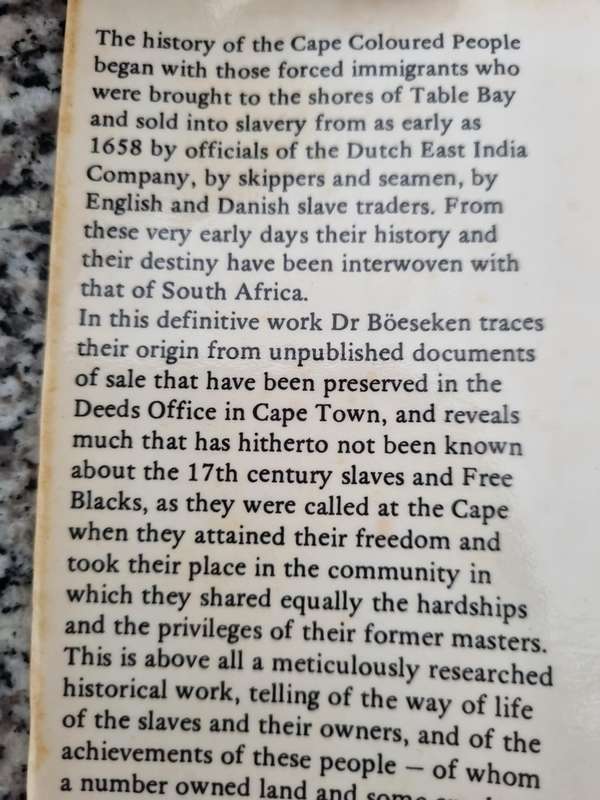 The history of the Cape Coloured People
began with those forced immigrants who
were brought to the shores of Table Bay
and sold into slavery from as early as
1658 by officials of the Dutch East India
Company, by skippers and seamen, by
English and Danish slave traders. From
these very early days their history and
their destiny have been interwoven with
that of South Africa.
In this definitive work Dr Böeseken traces
their origin from unpublished documents
of sale that have been preserved in the
Deeds Office in Cape Town, and reveals
much that has hitherto not been known
about the 17th century slaves and Free
Blacks, as they were called at the Cape
when they attained their freedom and
took their place in the community in
which they shared equally the hardships
and the privileges of their former masters.
This is above all a meticulously researched
historical work, telling of the way of life
of the slaves and their owners, and of the
achievements of these people – of whom
a number owned land and some